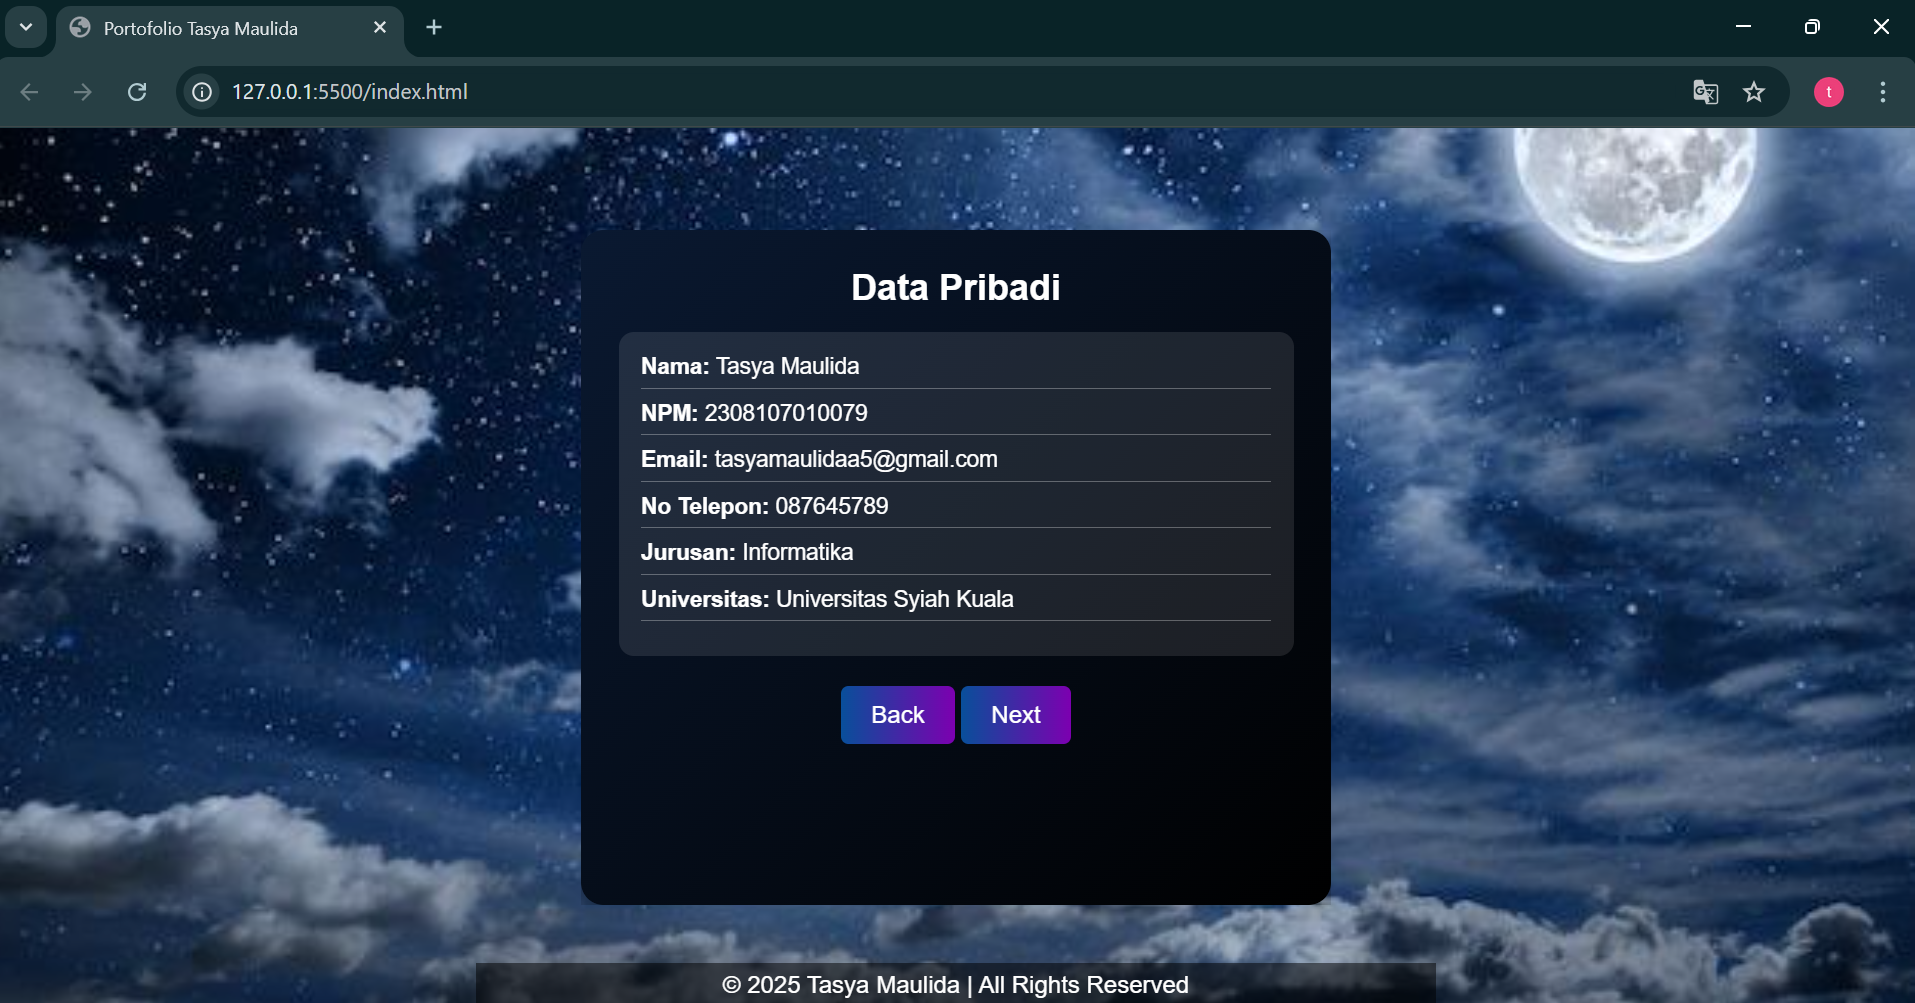 Portofolio Tasya Maulida
127.0.0.1:5500/index.html
t
Data Pribadi
Nama: Tasya Maulida
NPM: 2308107010079
Email: tasyamaulidaa5@gmail.com
No Telepon: 087645789
Jurusan: Informatika
Universitas: Universitas Syiah Kuala
Back Next
© 2025 Tasya Maulida | All Rights Reserved